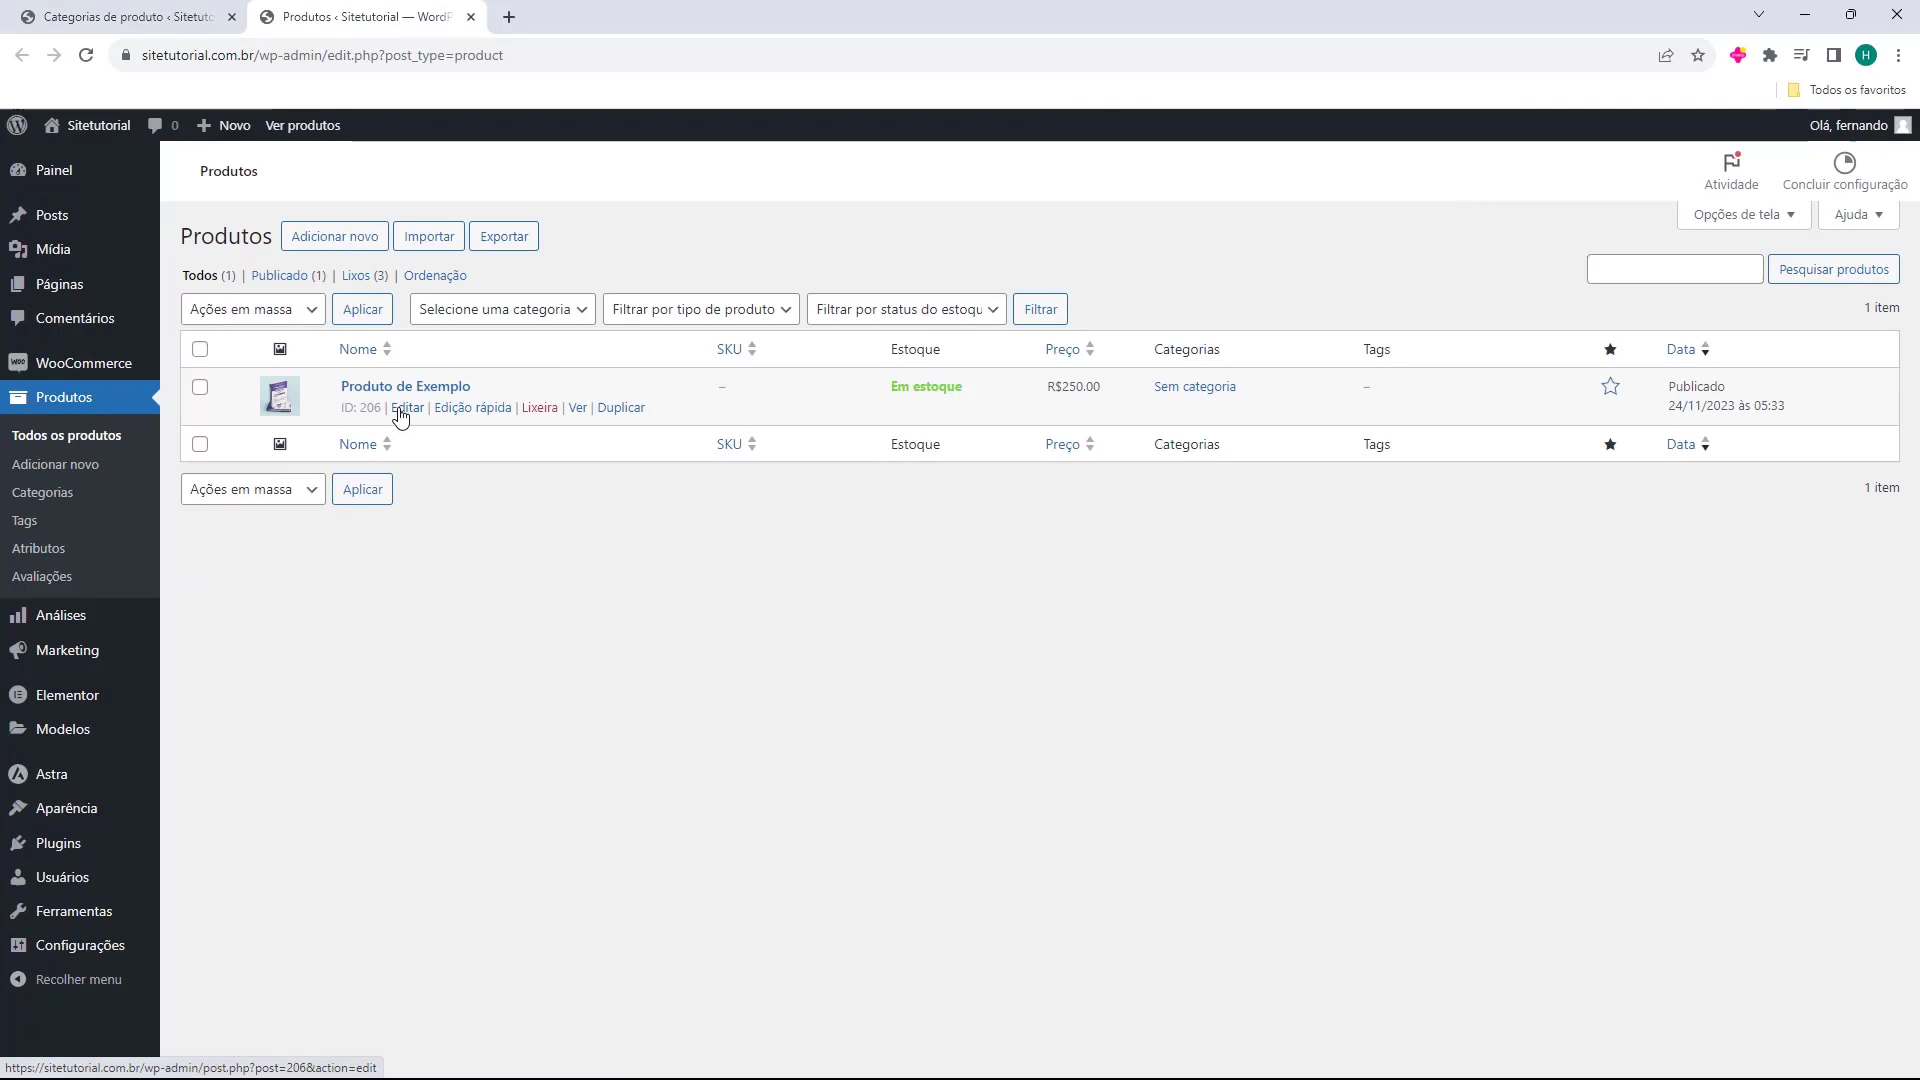 Categorias de produto ‹ Sitetuto
Produtos ‹ Sitetutorial — WordP
sitetutorial.com.br/wp-admin/edit.php?post_type=product
H
Todos os favoritos
Sitetutorial
0
Novo
Ver produtos
Olá, fernando
Painel
Posts
Mídia
Páginas
Comentários
WooCommerce
Produtos
Todos os produtos
Adicionar novo
Categorias
Tags
Atributos
Avaliações
Análises
Marketing
Elementor
Modelos
Astra
Aparência
Plugins
Usuários
Ferramentas
Configurações
Recolher menu
Produtos
Atividade
Concluir configuração
Opções de tela
Ajuda
Produtos
Adicionar novo
Importar
Exportar
Todos (1) | Publicado (1) | Lixos (3) | Ordenação
Pesquisar produtos
Ações em massa
Aplicar
Selecione uma categoria
Filtrar por tipo de produto
Filtrar por status do estoqu
Filtrar
1 item
Nome SKU Estoque Preço Categorias Tags Data
Produto de Exemplo – Em estoque R$250.00 Sem categoria – Publicado
ID: 206 | Editar | Edição rápida | Lixeira | Ver | Duplicar 24/11/2023 às 05:33
Nome SKU Estoque Preço Categorias Tags Data
Ações em massa
Aplicar
1 item
https://sitetutorial.com.br/wp-admin/post.php?post=206&action=edit